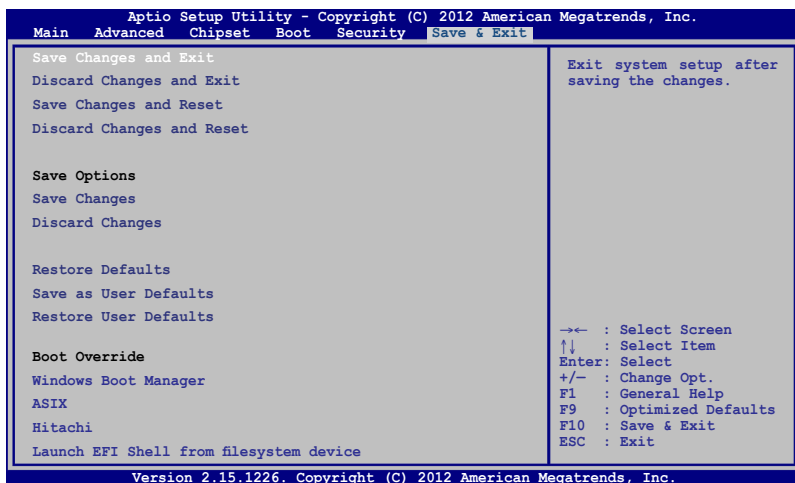 Aptio Setup Utility - Copyright (C) 2012 American Megatrends, Inc.
Main Advanced Chipset Boot Security Save & Exit
Save Changes and Exit
Discard Changes and Exit
Save Changes and Reset
Discard Changes and Reset
Save Options
Save Changes
Discard Changes
Restore Defaults
Save as User Defaults
Restore User Defaults
Boot Override
Windows Boot Manager
ASIX
Hitachi
Launch EFI Shell from filesystem device
Exit system setup after
saving the changes.
→← : Select Screen
↑↓ : Select Item
Enter: Select
+/— : Change Opt.
F1 : General Help
F9 : Optimized Defaults
F10 : Save & Exit
ESC : Exit
Version 2.15.1226. Copyright (C) 2012 American Megatrends, Inc.